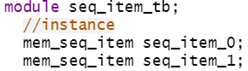 module seq_item_tb;
//instance
mem_seq_item seq_item_0;
mem_seq_item seq_item_1;